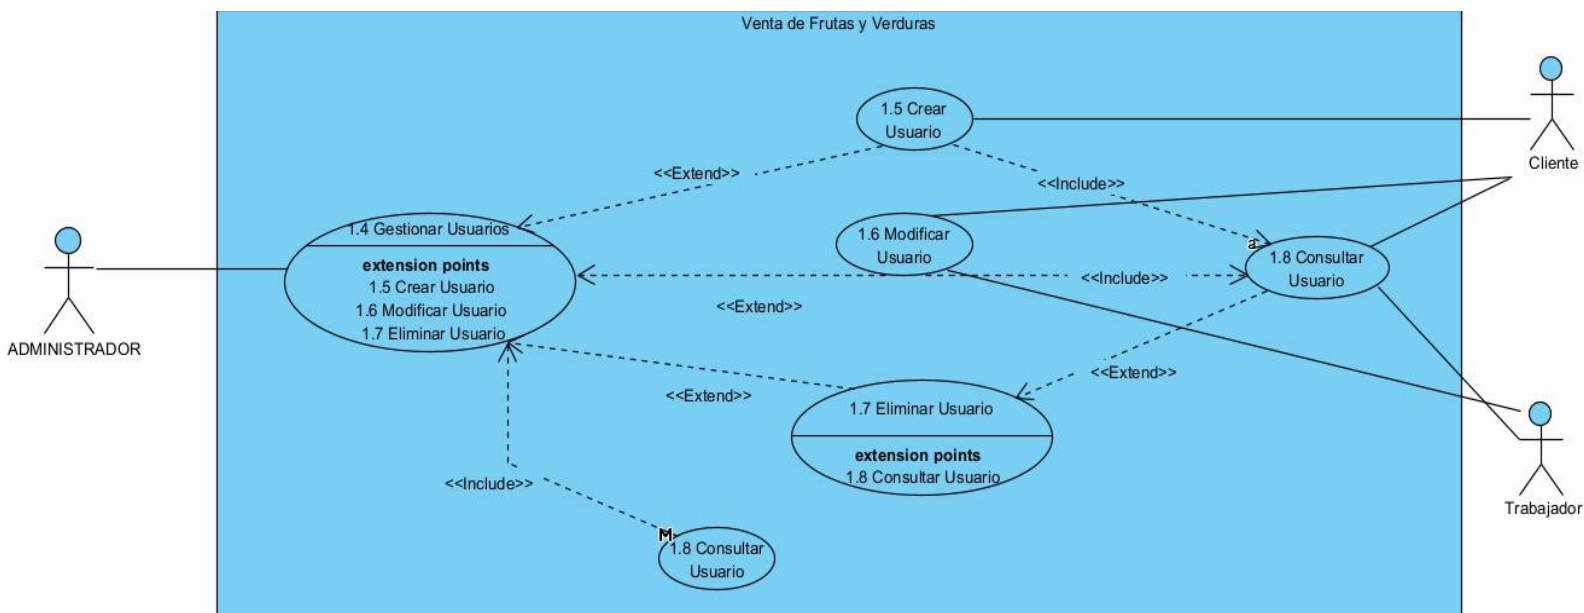 Venta de Frutas y Verduras
1.5 Crear
Usuario
Cliente
<<Extend>>
<<Include>>
1.4 Gestionar Usuarios
extension points
1.5 Crear Usuario
1.6 Modificar Usuario
1.7 Eliminar Usuario
ADMINISTRADOR
1.6 Modificar
Usuario
a
1.8 Consultar
Usuario
<<Include>>
<<Extend>>
<<Extend>>
<<Extend>>
1.7 Eliminar Usuario
extension points
1.8 Consultar Usuario
Trabajador
<<Include>>
M
1.8 Consultar
Usuario